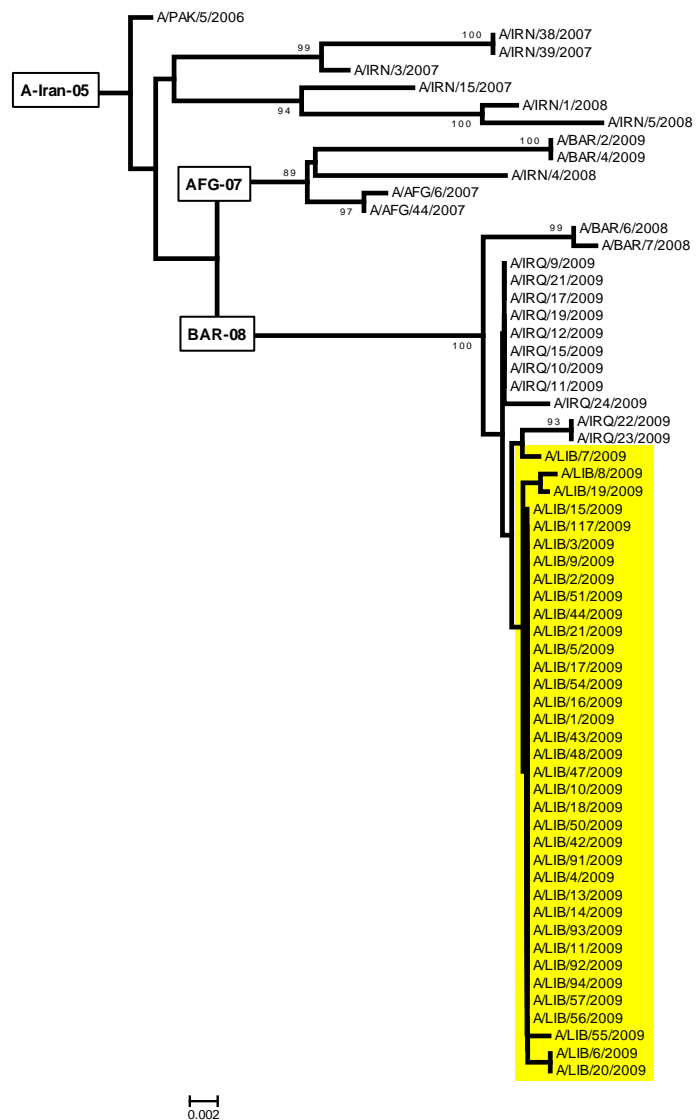 A/PAK/5/2006
A/IRN/38/2007
100
99
A/IRN/39/2007
A/IRN/3/2007
A-Iran-05
A/IRN/15/2007
94
A/IRN/1/2008
100
A/IRN/5/2008
100
A/BAR/2/2009
A/BAR/4/2009
89
A/IRN/4/2008
AFG-07
A/AFG/6/2007
97
A/AFG/44/2007
99
A/BAR/6/2008
A/BAR/7/2008
A/IRQ/9/2009
A/IRQ/21/2009
A/IRQ/17/2009
A/IRQ/19/2009
BAR-08
A/IRQ/12/2009
100
A/IRQ/15/2009
A/IRQ/10/2009
A/IRQ/11/2009
A/IRQ/24/2009
93
A/IRQ/22/2009
A/IRQ/23/2009
A/LIB/7/2009
A/LIB/8/2009
A/LIB/19/2009
A/LIB/15/2009
A/LIB/117/2009
A/LIB/3/2009
A/LIB/9/2009
A/LIB/2/2009
A/LIB/51/2009
A/LIB/44/2009
A/LIB/21/2009
A/LIB/5/2009
A/LIB/17/2009
A/LIB/54/2009
A/LIB/16/2009
A/LIB/1/2009
A/LIB/43/2009
A/LIB/48/2009
A/LIB/47/2009
A/LIB/10/2009
A/LIB/18/2009
A/LIB/50/2009
A/LIB/42/2009
A/LIB/91/2009
A/LIB/4/2009
A/LIB/13/2009
A/LIB/14/2009
A/LIB/93/2009
A/LIB/11/2009
A/LIB/92/2009
A/LIB/94/2009
A/LIB/57/2009
A/LIB/56/2009
A/LIB/55/2009
A/LIB/6/2009
A/LIB/20/2009
0.002